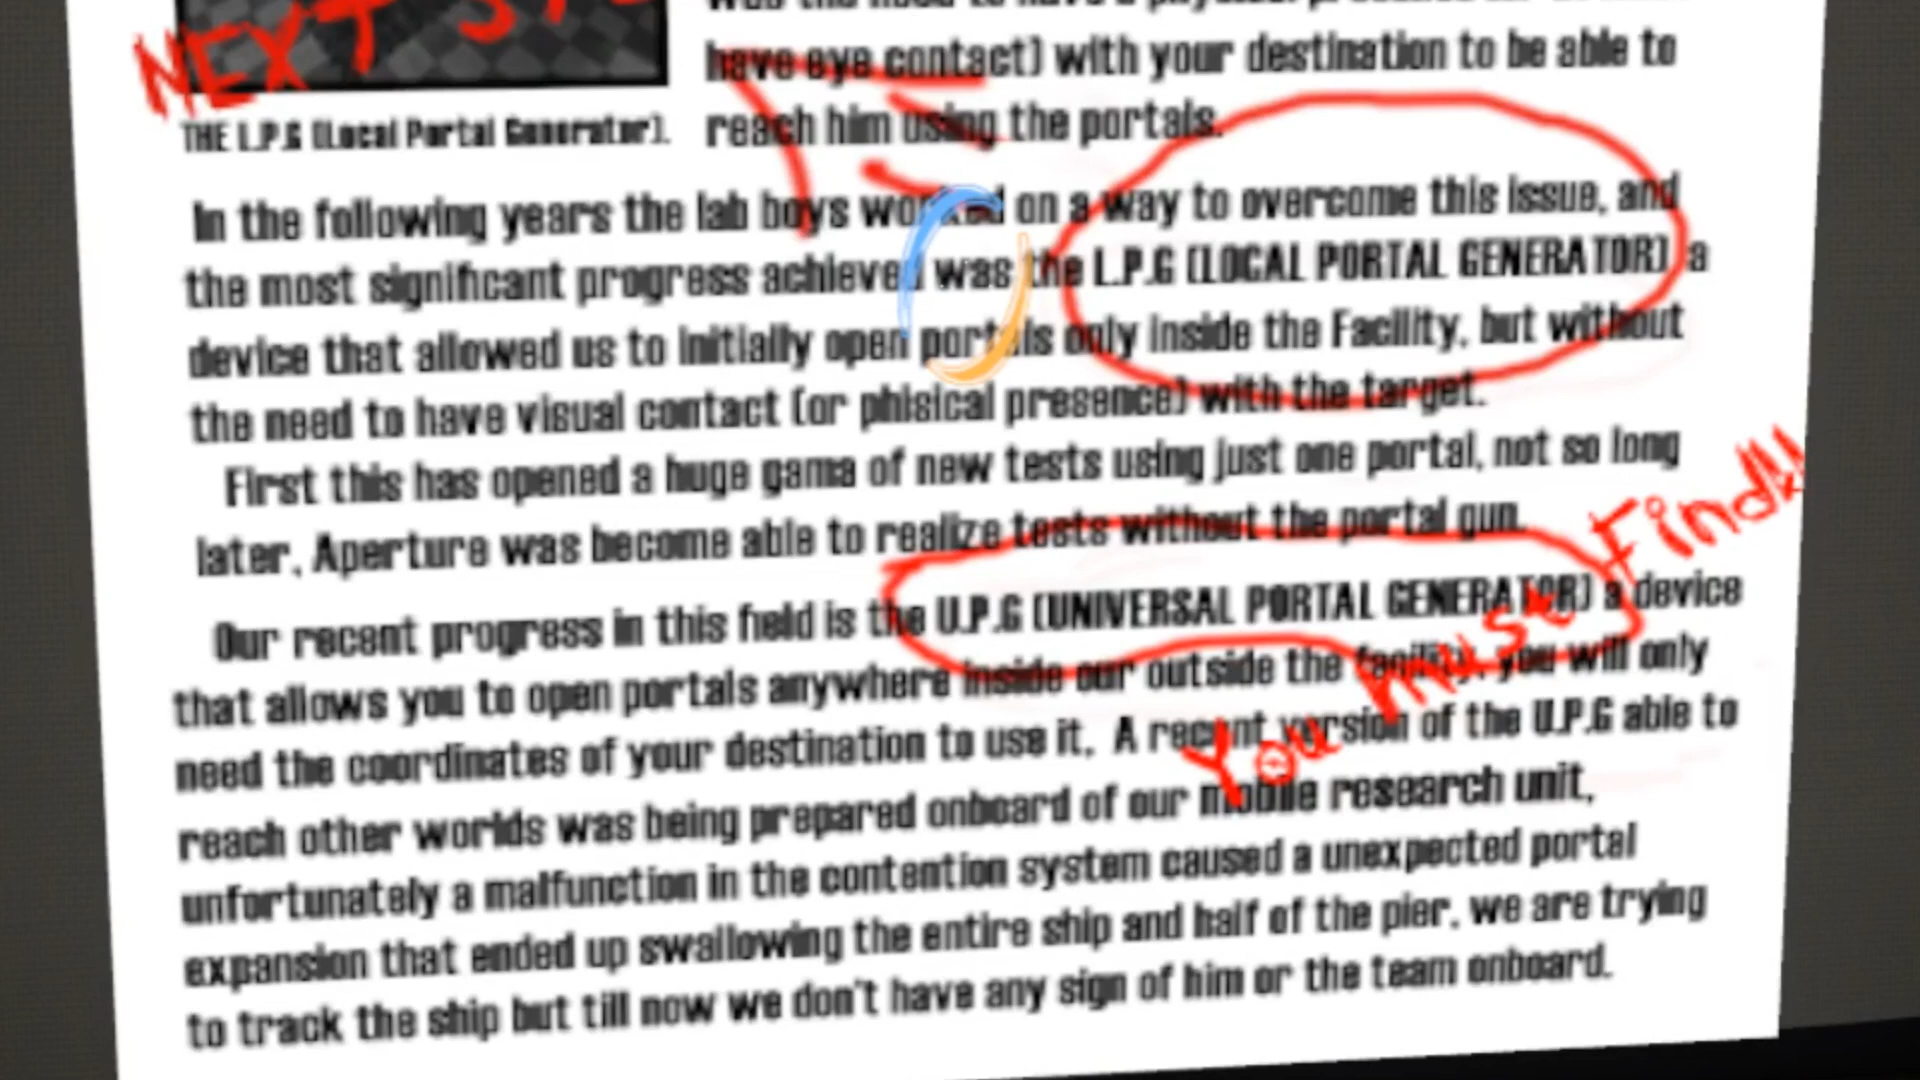 NEXT
THE L.P.G (Local Portal Generator).
have eye contact) with your destination to be able to
reach him using the portals.
In the following years the lab boys worked on a way to overcome this issue, and
the most significant progress achieved was the L.P.G (LOCAL PORTAL GENERATOR) a
device that allowed us to initially open portals only inside the Facility, but without
the need to have visual contact (or phisical presence) with the target.
First this has opened a huge gama of new tests using just one portal, not so long
later, Aperture was become able to realize tests without the portal gun.
Our recent progress in this field is the U.P.G (UNIVERSAL PORTAL GENERATOR) a device
that allows you to open portals anywhere inside our outside the facility, you will only
need the coordinates of your destination to use it. A recent version of the U.P.G able to
reach other worlds was being prepared onboard of our mobile research unit,
unfortunately a malfunction in the contention system caused a unexpected portal
expansion that ended up swallowing the entire ship and half of the pier, we are trying
to track the ship but till now we don't have any sign of him or the team onboard.
You must Find!!